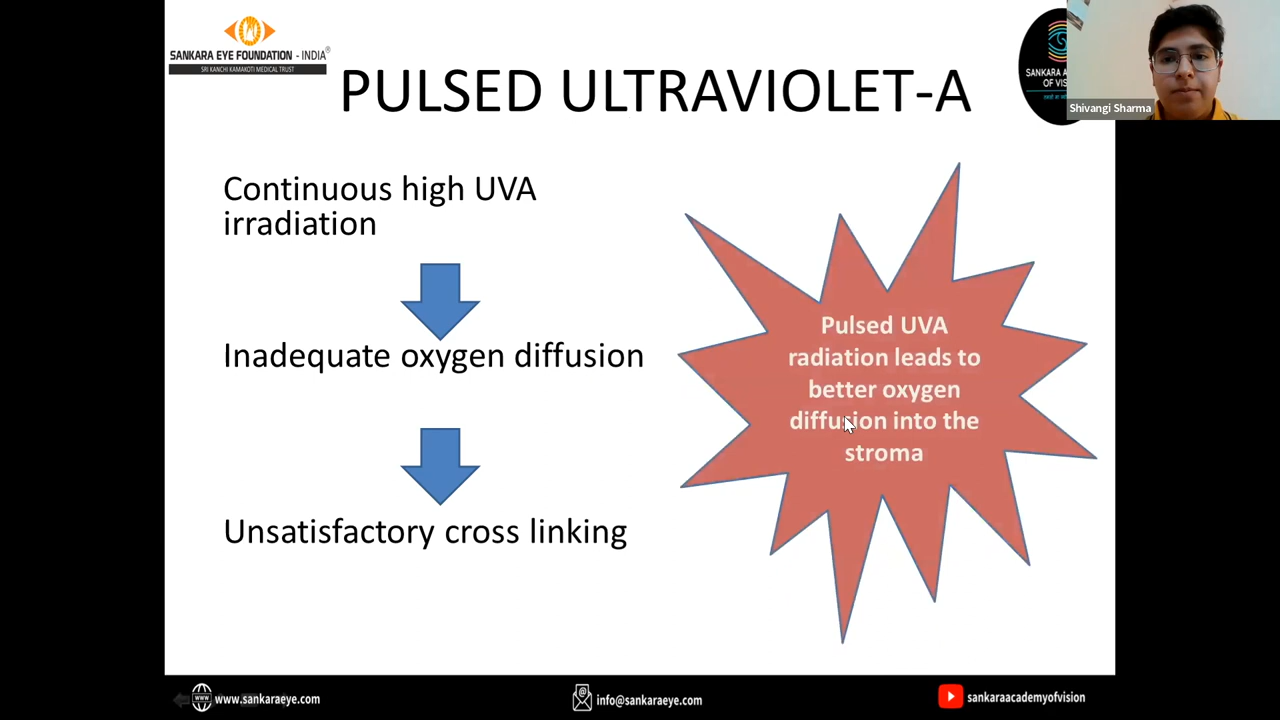 SANKARA EYE FOUNDATION - INDIA®
SRI KANCHI KAMAKOTI MEDICAL TRUST
PULSED ULTRAVIOLET-A
SANKARA
OF
Shivangi Sharma
Continuous high UVA
irradiation
Inadequate oxygen diffusion
Unsatisfactory cross linking
Pulsed UVA
radiation leads to
better oxygen
diffusion into the
stroma
www.sankaraeye.com
info@sankaraeye.com
sankaraacademyofvision